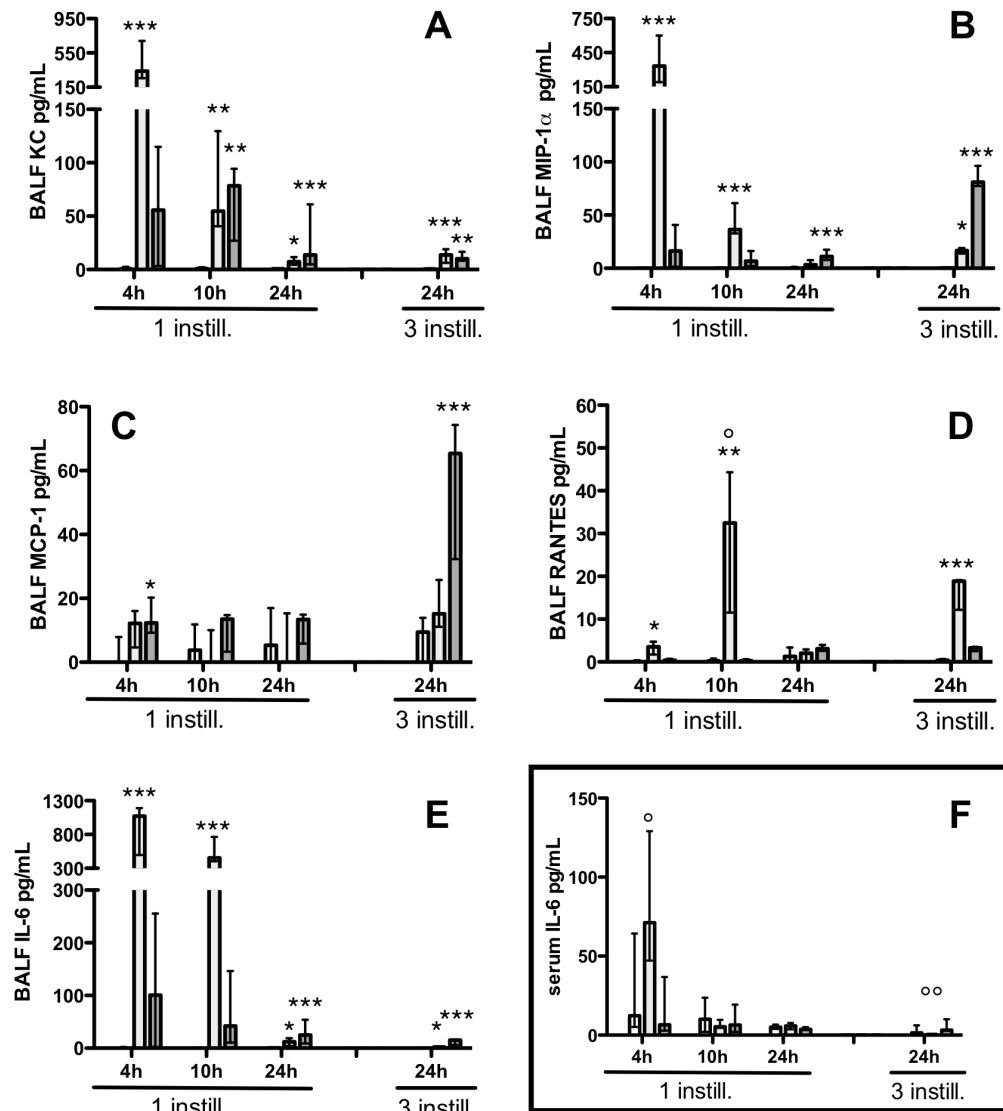 A
BALF KC pg/mL
950
550
150
150
100
50
0
***
**
**
*
***
***
**
4h 10h 24h 24h
1 instill. 3 instill.
B
BALF MIP-1α pg/mL
750
450
150
150
100
50
0
***
***
***
*
***
4h 10h 24h 24h
1 instill. 3 instill.
C
BALF MCP-1 pg/mL
80
60
40
20
0
*
***
4h 10h 24h 24h
1 instill. 3 instill.
D
BALF RANTES pg/mL
60
50
40
30
20
10
0
*
°
**
***
4h 10h 24h 24h
1 instill. 3 instill.
E
BALF IL-6 pg/mL
1300
800
300
300
200
100
0
***
***
*
***
*
***
4h 10h 24h 24h
1 instill. 3 instill.
F
serum IL-6 pg/mL
150
100
50
0
°
°°
4h 10h 24h 24h
1 instill. 3 instill.